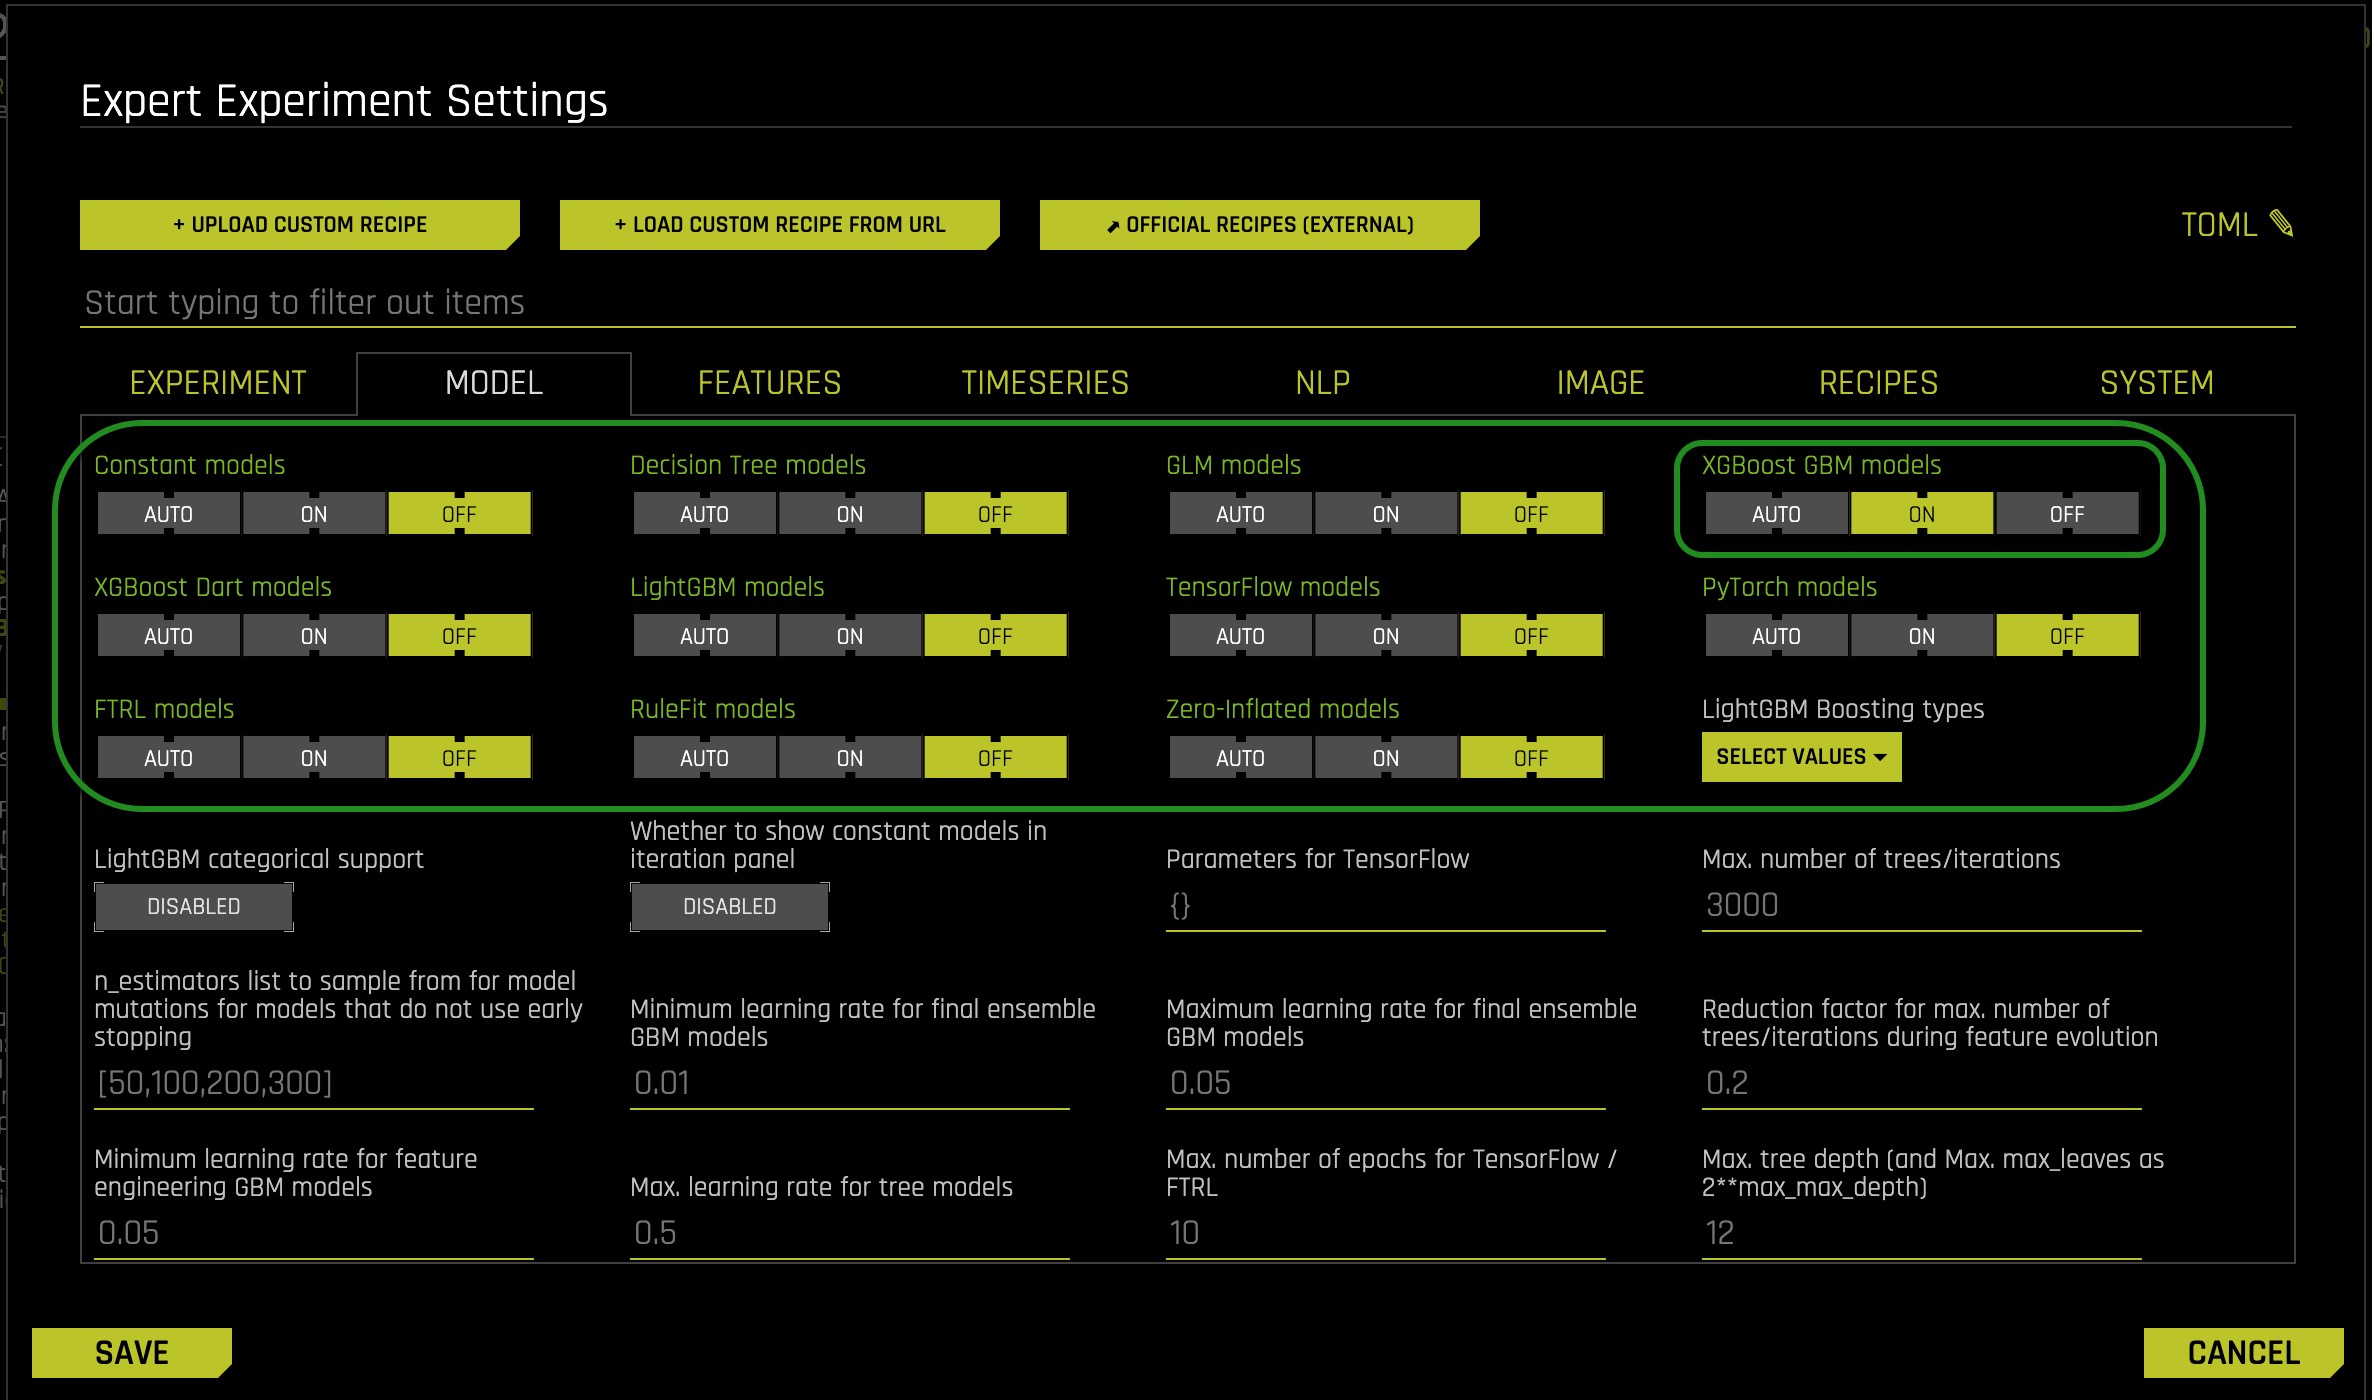 Expert Experiment Settings
+ UPLOAD CUSTOM RECIPE
+ LOAD CUSTOM RECIPE FROM URL
OFFICIAL RECIPES (EXTERNAL)
TOML
Start typing to filter out items
EXPERIMENT MODEL FEATURES TIMESERIES NLP IMAGE RECIPES SYSTEM
Constant models
AUTO ON OFF
Decision Tree models
AUTO ON OFF
GLM models
AUTO ON OFF
XGBoost GBM models
AUTO ON OFF
XGBoost Dart models
AUTO ON OFF
LightGBM models
AUTO ON OFF
TensorFlow models
AUTO ON OFF
PyTorch models
AUTO ON OFF
FTRL models
AUTO ON OFF
RuleFit models
AUTO ON OFF
Zero-Inflated models
AUTO ON OFF
LightGBM Boosting types
SELECT VALUES
LightGBM categorical support
DISABLED
Whether to show constant models in
iteration panel
DISABLED
Parameters for TensorFlow
{}
Max. number of trees/iterations
3000
n_estimators list to sample from for model
mutations for models that do not use early
stopping
[50,100,200,300]
Minimum learning rate for final ensemble
GBM models
0.01
Maximum learning rate for final ensemble
GBM models
0.05
Reduction factor for max. number of
trees/iterations during feature evolution
0.2
Minimum learning rate for feature
engineering GBM models
0.05
Max. learning rate for tree models
0.5
Max. number of epochs for TensorFlow /
FTRL
10
Max. tree depth (and Max. max_leaves as
2**max_max_depth)
12
SAVE
CANCEL